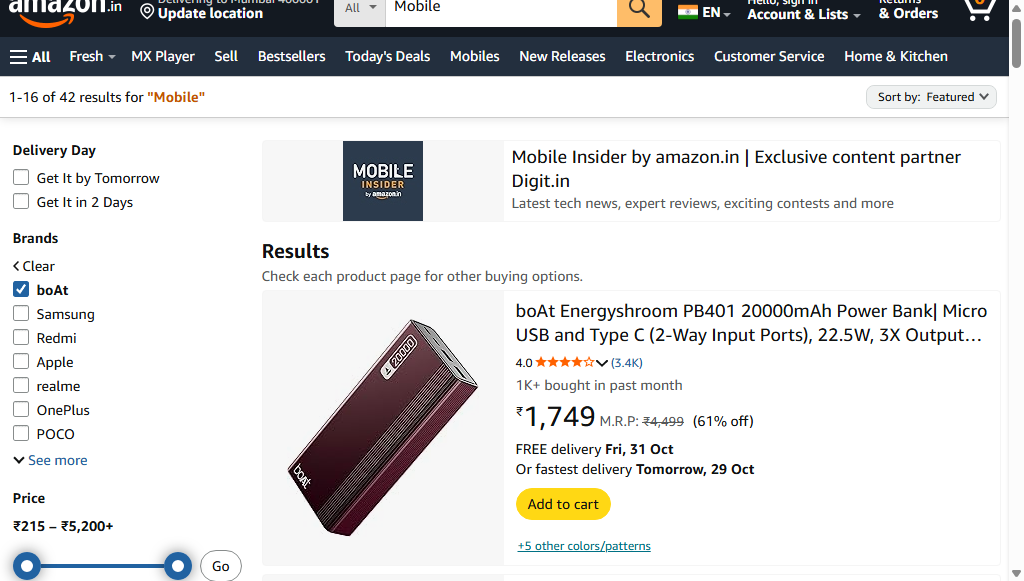 amazon.in
Delivering to Mumbai 400001
Update location
All
Mobile
EN
Hello, sign in
Account & Lists
Returns
& Orders
0
All
Fresh
MX Player
Sell
Bestsellers
Today's Deals
Mobiles
New Releases
Electronics
Customer Service
Home & Kitchen
1-16 of 42 results for "Mobile"
Sort by: Featured
Delivery Day
Get It by Tomorrow
Get It in 2 Days
Brands
Clear
boAt
Samsung
Redmi
Apple
realme
OnePlus
POCO
See more
Price
₹215 – ₹5,200+
Go
MOBILE
INSIDER
by amazon.in
Mobile Insider by amazon.in | Exclusive content partner
Digit.in
Latest tech news, expert reviews, exciting contests and more
Results
Check each product page for other buying options.
20000
boAt
boAt Energyshroom PB401 20000mAh Power Bank| Micro
USB and Type C (2-Way Input Ports), 22.5W, 3X Output…
4.0 (3.4K)
1K+ bought in past month
₹1,749 M.R.P: ₹4,499 (61% off)
FREE delivery Fri, 31 Oct
Or fastest delivery Tomorrow, 29 Oct
Add to cart
+5 other colors/patterns